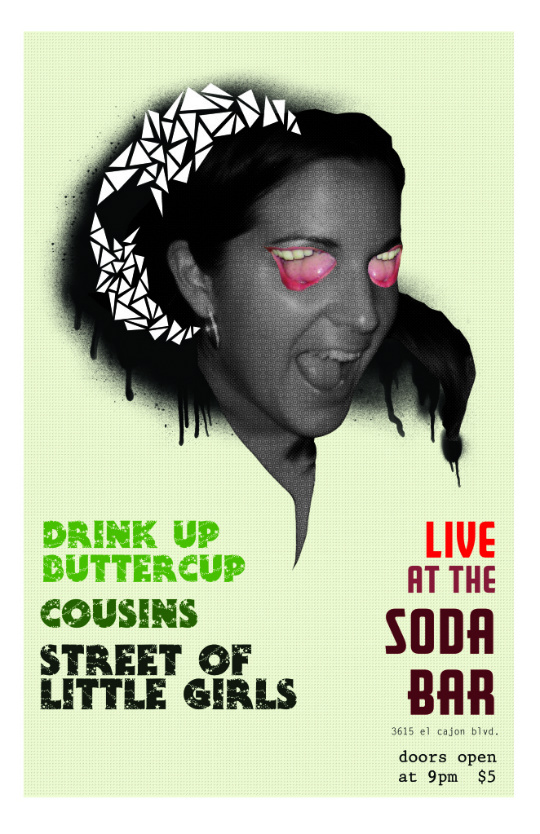 DRINK UP
BUTTERCUP
COUSINS
STREET OF
LITTLE GIRLS
LIVE
AT THE
SODA
BAR
3615 el cajon blvd.
doors open
at 9pm $5